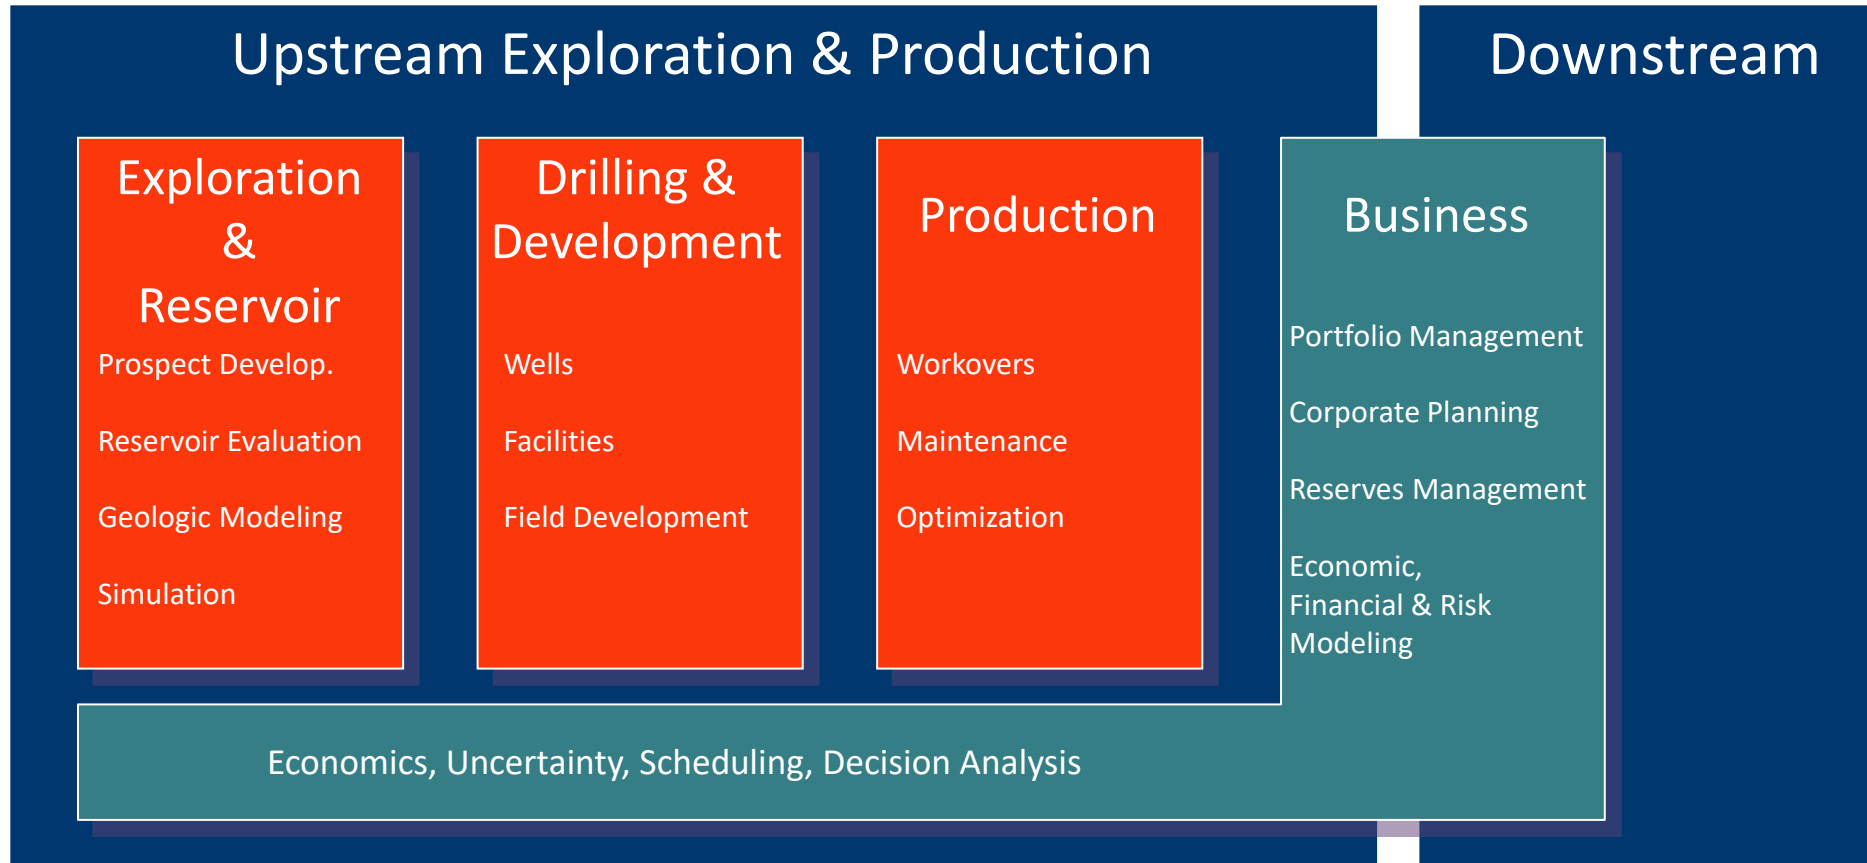 Upstream Exploration & Production
Downstream
Exploration
&
Reservoir
Prospect Develop.
Reservoir Evaluation
Geologic Modeling
Simulation
Drilling &
Development
Wells
Facilities
Field Development
Production
Workovers
Maintenance
Optimization
Business
Portfolio Management
Corporate Planning
Reserves Management
Economic,
Financial & Risk
Modeling
Economics, Uncertainty, Scheduling, Decision Analysis